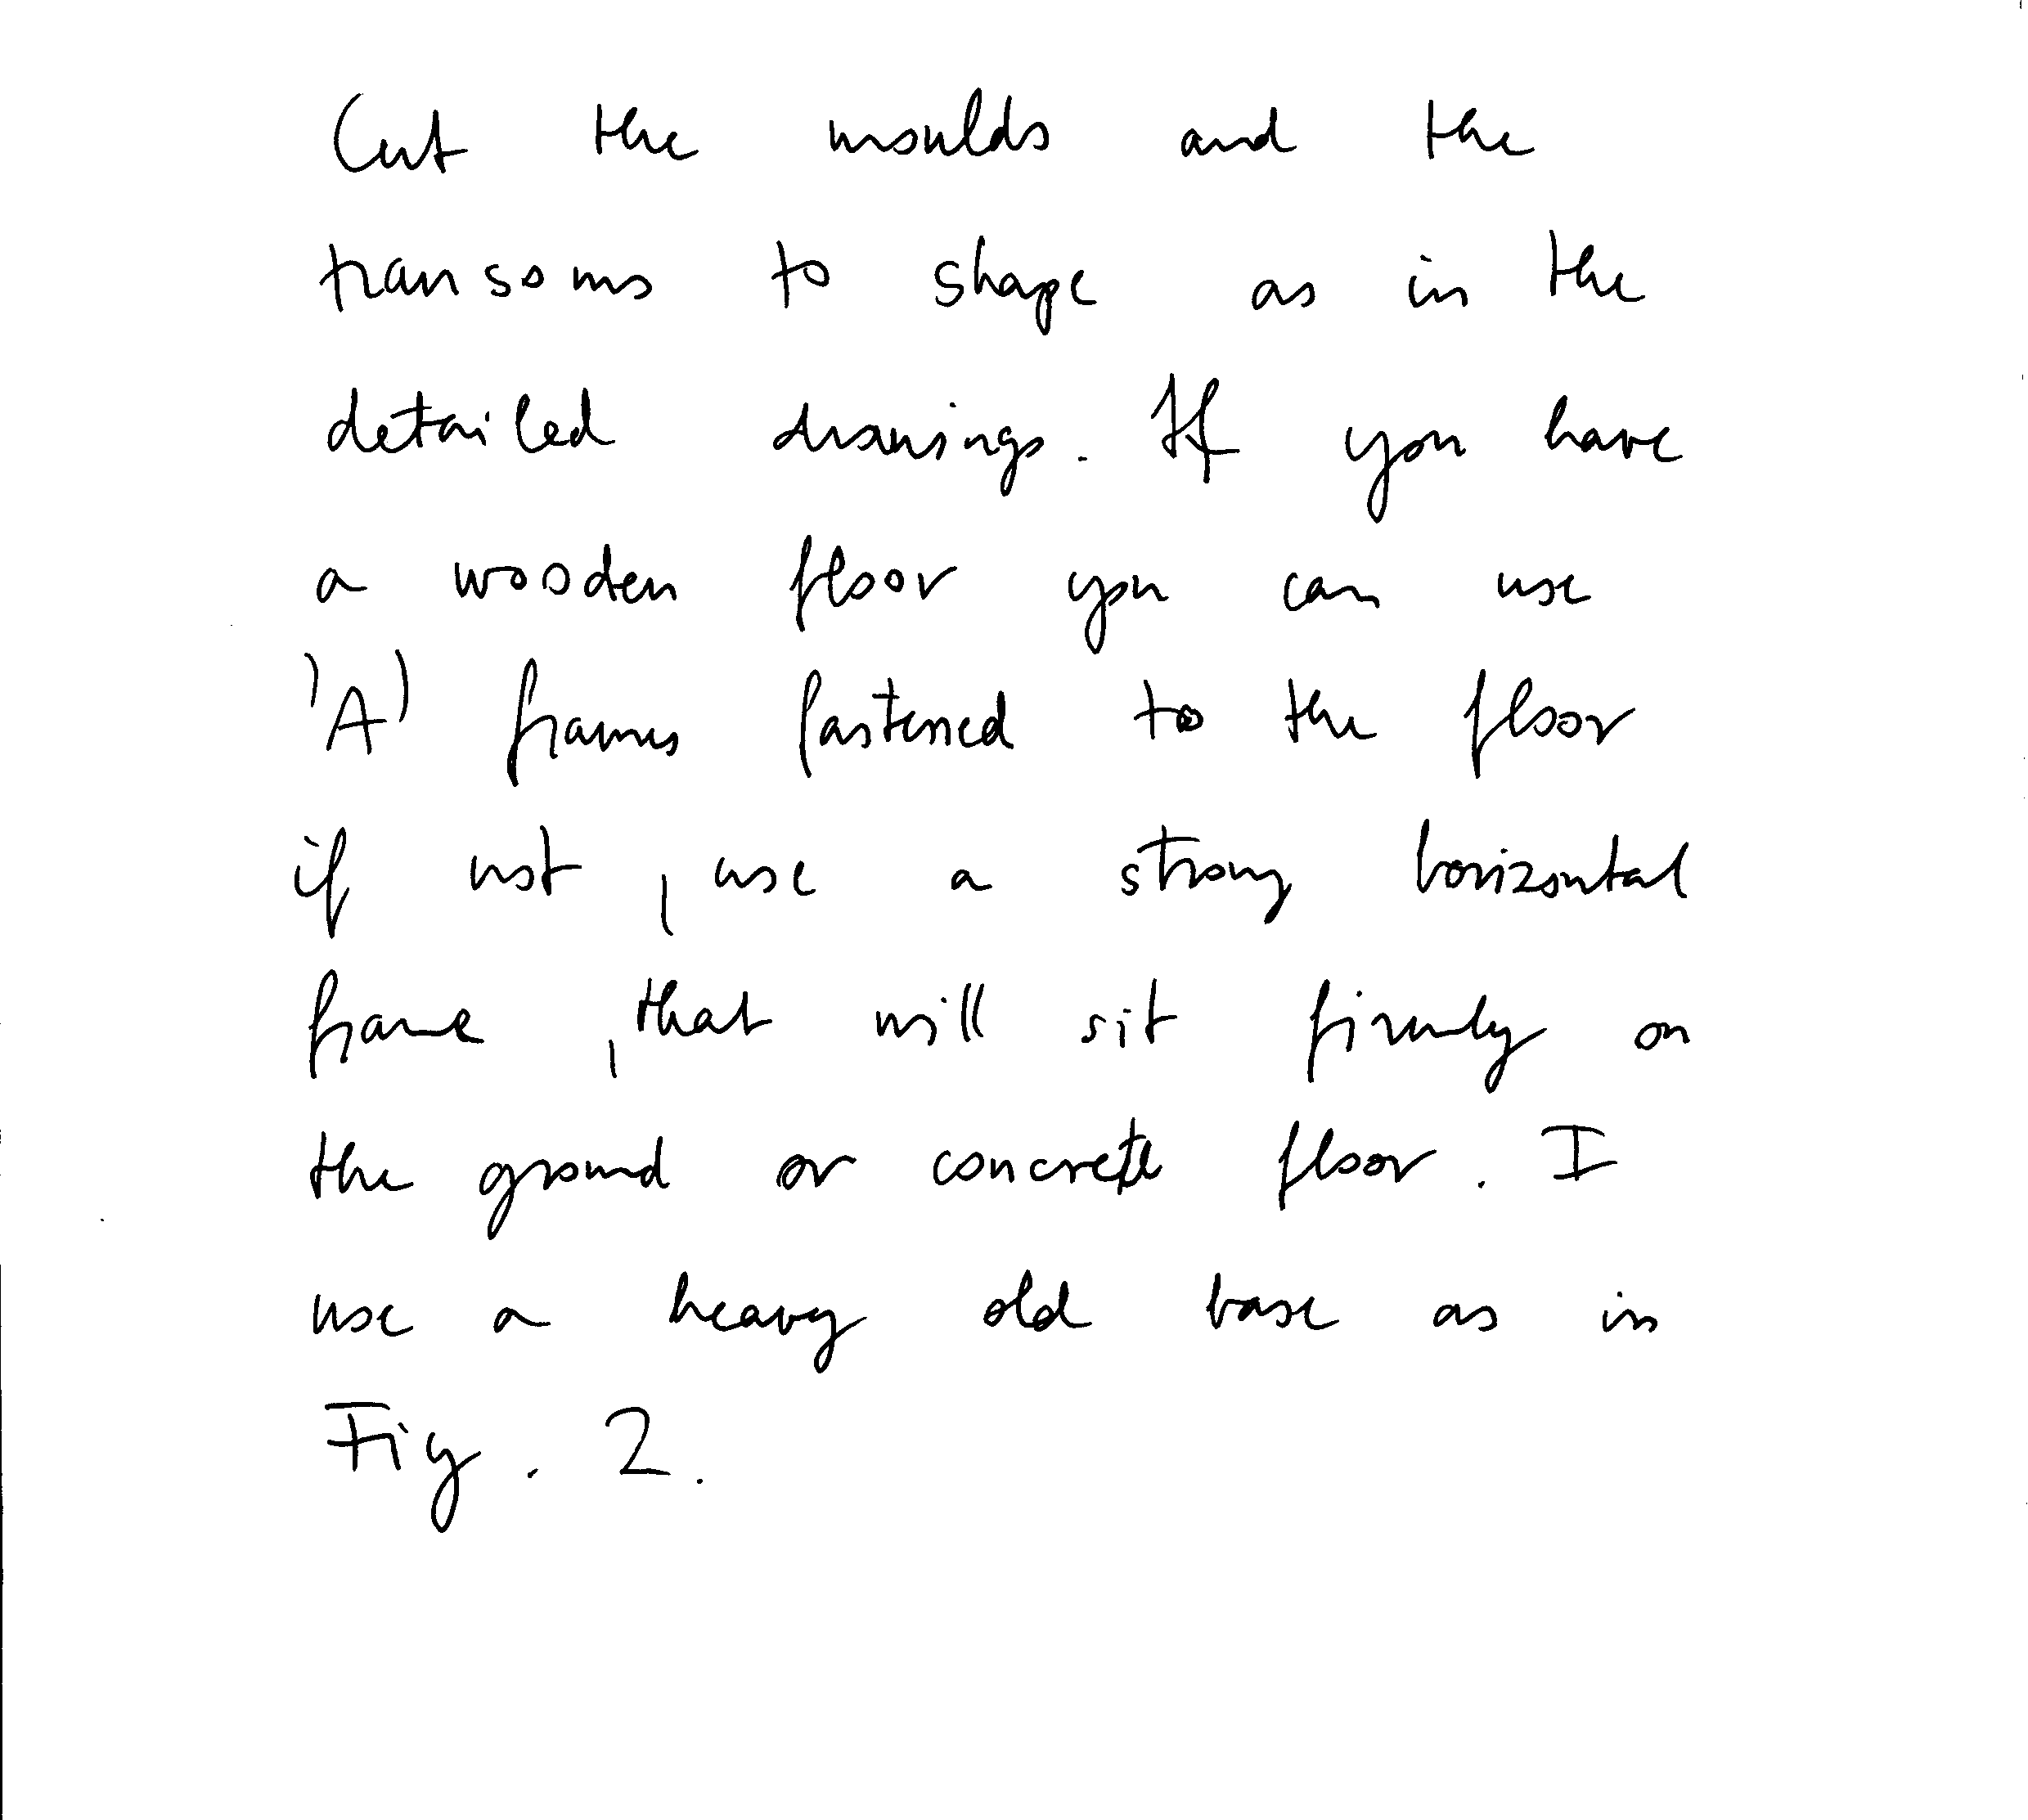 Cut the moulds and the
transoms to shape as in the
detailed drawings. If you have
a wooden floor you can use
'A' frames fastened to the floor
if not, use a strong horizontal
frame, that will sit firmly on
the ground or concrete floor. I
use a heavy old base as in
Fig. 2.